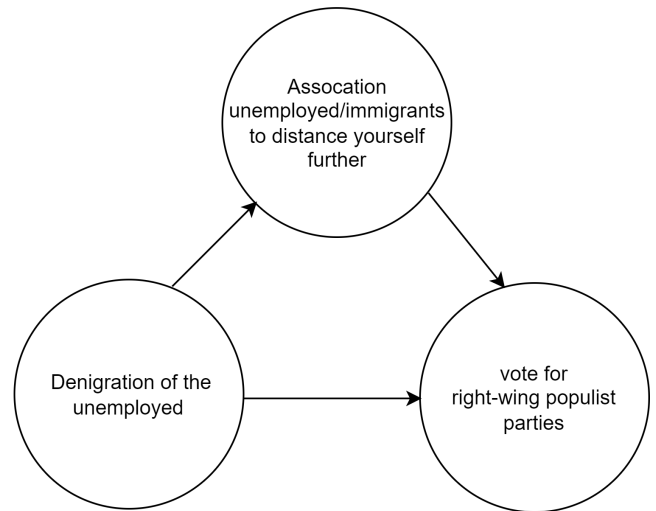 Assocation
unemployed/immigrants
to distance yourself
further
Denigration of the
unemployed
vote for
right-wing populist
parties